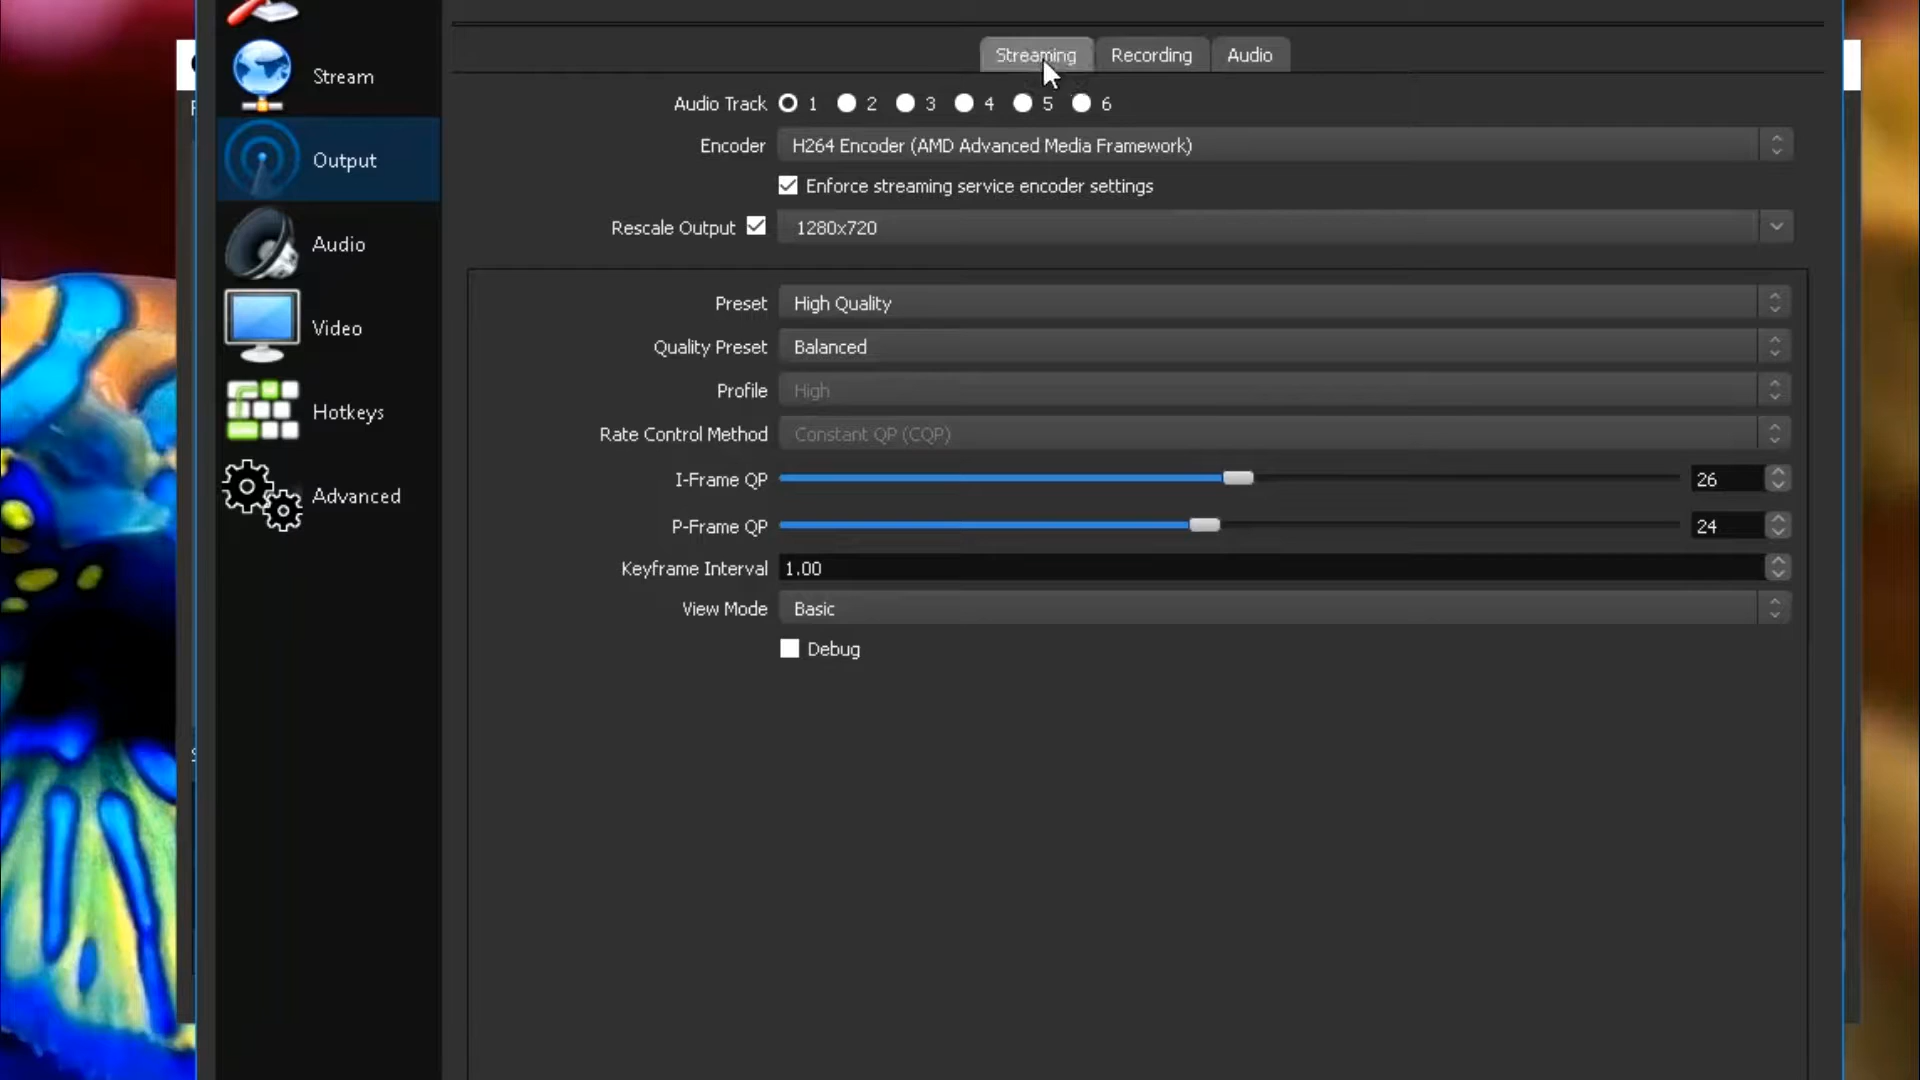 Stream
Output
Audio
Video
Hotkeys
Advanced
Streaming Recording Audio
Audio Track 1 2 3 4 5 6
Encoder H264 Encoder (AMD Advanced Media Framework)
Enforce streaming service encoder settings
Rescale Output 1280x720
Preset High Quality
Quality Preset Balanced
Profile High
Rate Control Method Constant QP (CQP)
I-Frame QP 26
P-Frame QP 24
Keyframe Interval 1.00
View Mode Basic
Debug